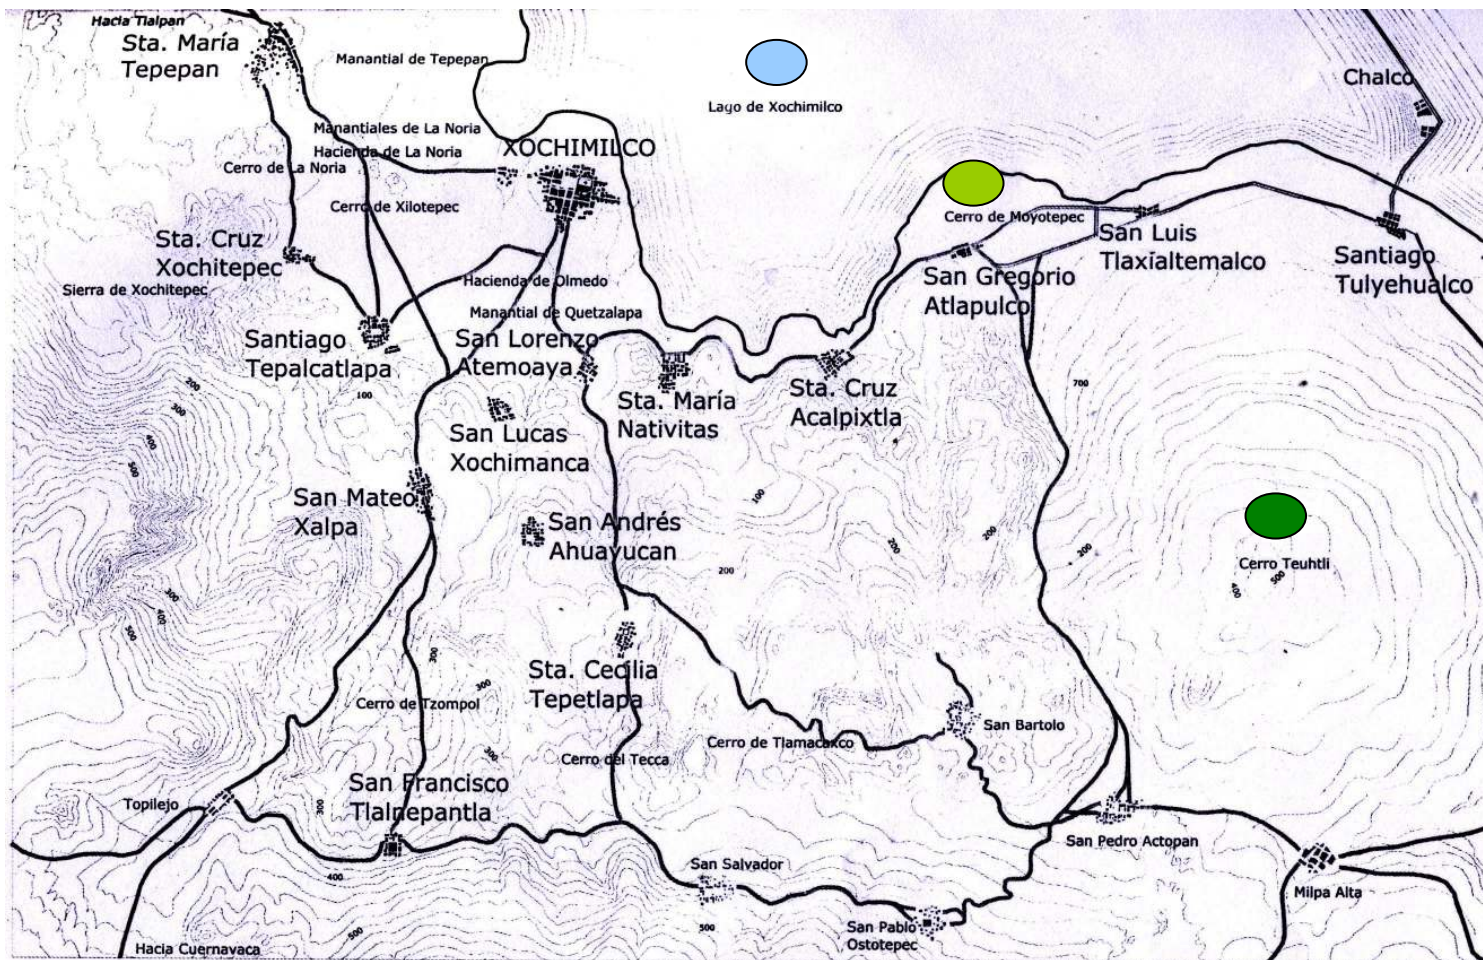 Hacia Tlalpan
Sta. María
Tepepan
Manantial de Tepepan
Lago de Xochimilco
Chalco
Manantiales de La Noria
Hacienda de La Noria
XOCHIMILCO
Cerro de La Noria
Cerro de Xilotepec
Cerro de Moyotepec
Sta. Cruz
Xochitepec
San Luis
Tlaxialtemalco
Santiago
Tulyehualco
San Gregorio
Atlapulco
Sierra de Xochitepec
Hacienda de Olmedo
Manantial de Quetzalapa
Santiago
Tepalcatlapa
San Lorenzo
Atemoaya
Sta. María
Nativitas
Sta. Cruz
Acalpixtla
200
300
400
500
100
700
San Lucas
Xochimanca
San Mateo
Xalpa
100
San Andrés
Ahuayucan
200
200
200
200
Cerro Teuhtli
400
500
300
400
500
300
Sta. Cecilia
Tepetlapa
300
Cerro de Tzompol
San Bartolo
Cerro de Tlamacaxco
300
Cerro del Tecca
San Francisco
Tlalnepantla
Topilejo
San Pedro Actopan
400
San Salvador
Milpa Alta
San Pablo
Ostotepec
500
500
Hacia Cuernavaca